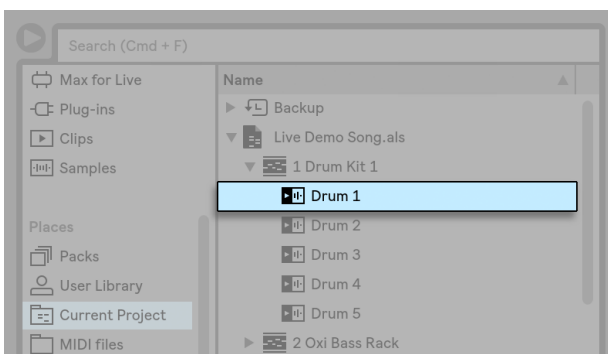 Search (Cmd + F)
Max for Live
Plug-ins
Clips
Samples
Places
Packs
User Library
Current Project
MIDI files
Name
Backup
Live Demo Song.als
1 Drum Kit 1
Drum 1
Drum 2
Drum 3
Drum 4
Drum 5
2 Oxi Bass Rack